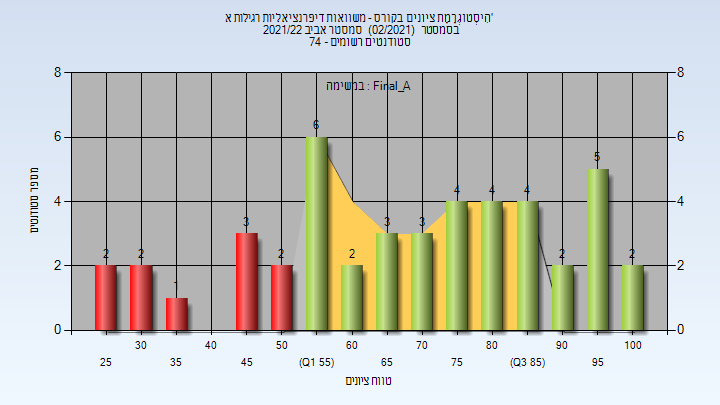 היסטוגרמת ציונים בקורס - משוואות דיפרנציאליות רגילות א'
בסמסטר (02/2021) סמסטר אביב 2021/22
סטודנטים רשומים - 74
במשימה : Final_A
8 8
6 6
4 4
2 2
0 0
מספר סטודנטים
2 2 1 3 2 6 2 3 3 4 4 4 2 5 2
30 40 50 60 70 80 90 100
25 35 45 (Q1 55) 65 75 (Q3 85) 95
טווח ציונים